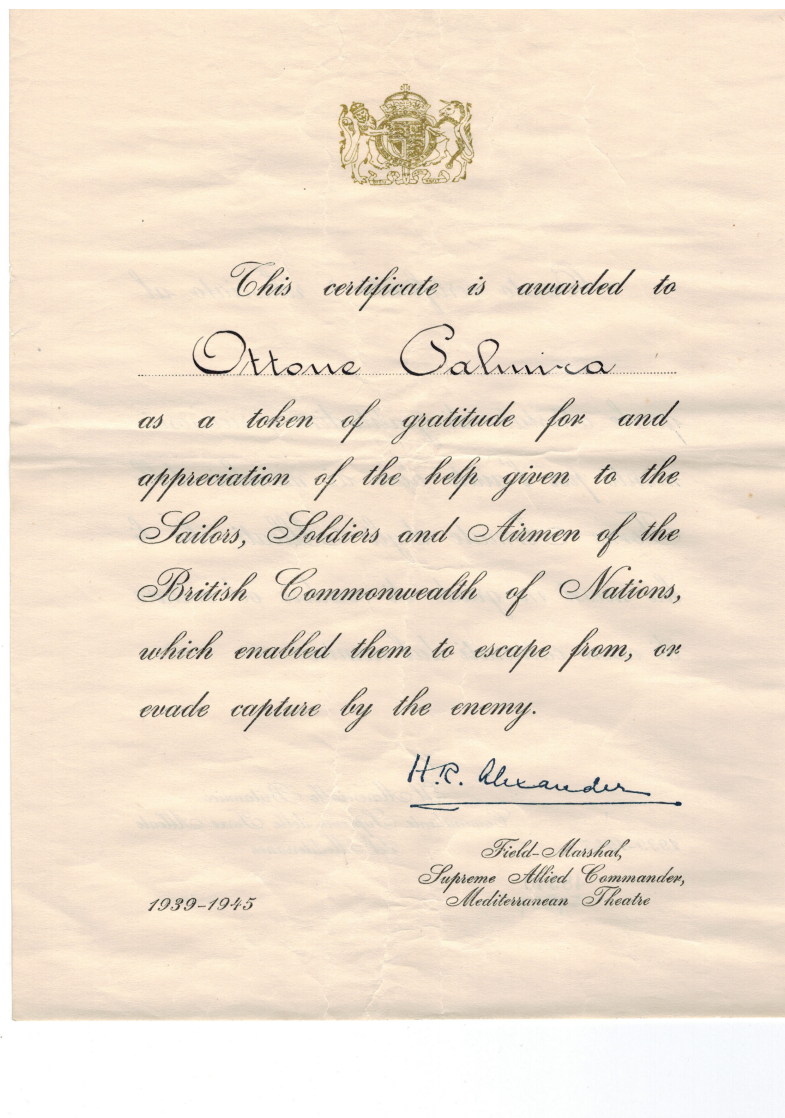 This certificate is awarded to
Ottone Palmira
as a token of gratitude for and
appreciation of the help given to the
Sailors, Soldiers and Airmen of the
British Commonwealth of Nations,
which enabled them to escape from, or
evade capture by the enemy.
H.R. Alexander
Field-Marshal,
Supreme Allied Commander,
Mediterranean Theatre
1939-1945